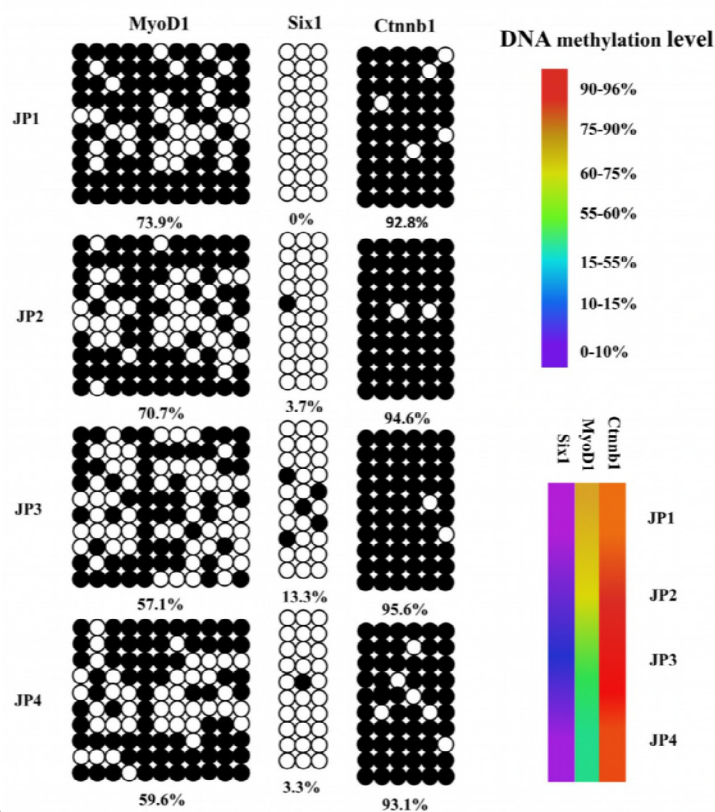 MyoD1 Six1 Ctnnb1
DNA methylation level
JP1
73.9% 0% 92.8%
JP2
70.7% 3.7% 94.6%
JP3
57.1% 13.3% 95.6%
JP4
59.6% 3.3% 93.1%
90-96%
75-90%
60-75%
55-60%
15-55%
10-15%
0-10%
Six1
MyoD1
Ctnnb1
JP1
JP2
JP3
JP4